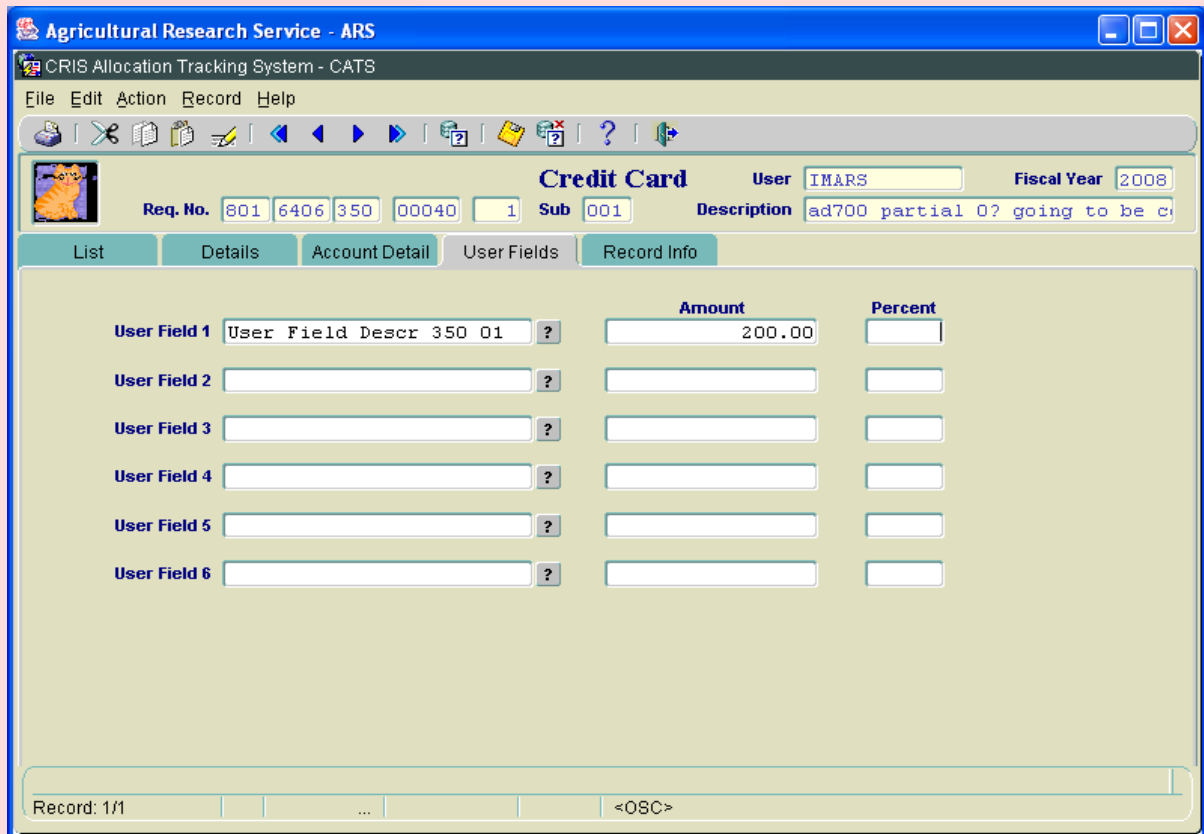 Agricultural Research Service - ARS
CRIS Allocation Tracking System - CATS
File Edit Action Record Help
Credit Card User IMARS Fiscal Year 2008
Req. No. 801 6406 350 00040 1 Sub 001 Description ad700 partial 0? going to be c
List Details Account Detail User Fields Record Info
Amount Percent
User Field 1 User Field Descr 350 01 ? 200.00
User Field 2 ?
User Field 3 ?
User Field 4 ?
User Field 5 ?
User Field 6 ?
Record: 1/1 ... <OSC>